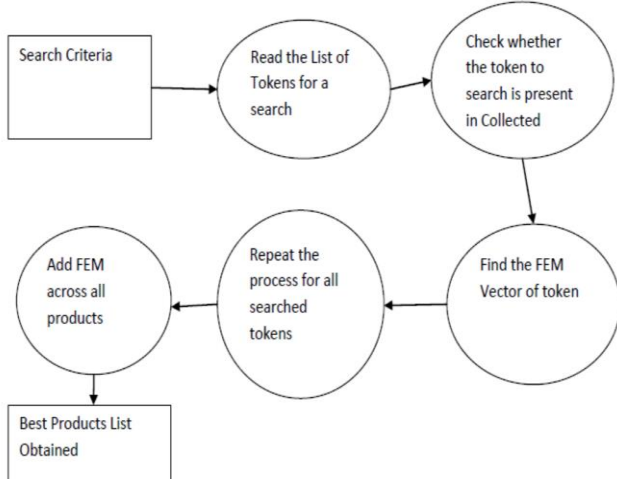 Search Criteria
Read the List of
Tokens for a
search
Check whether
the token to
search is present
in Collected
Find the FEM
Vector of token
Repeat the
process for all
searched
tokens
Add FEM
across all
products
Best Products List
Obtained